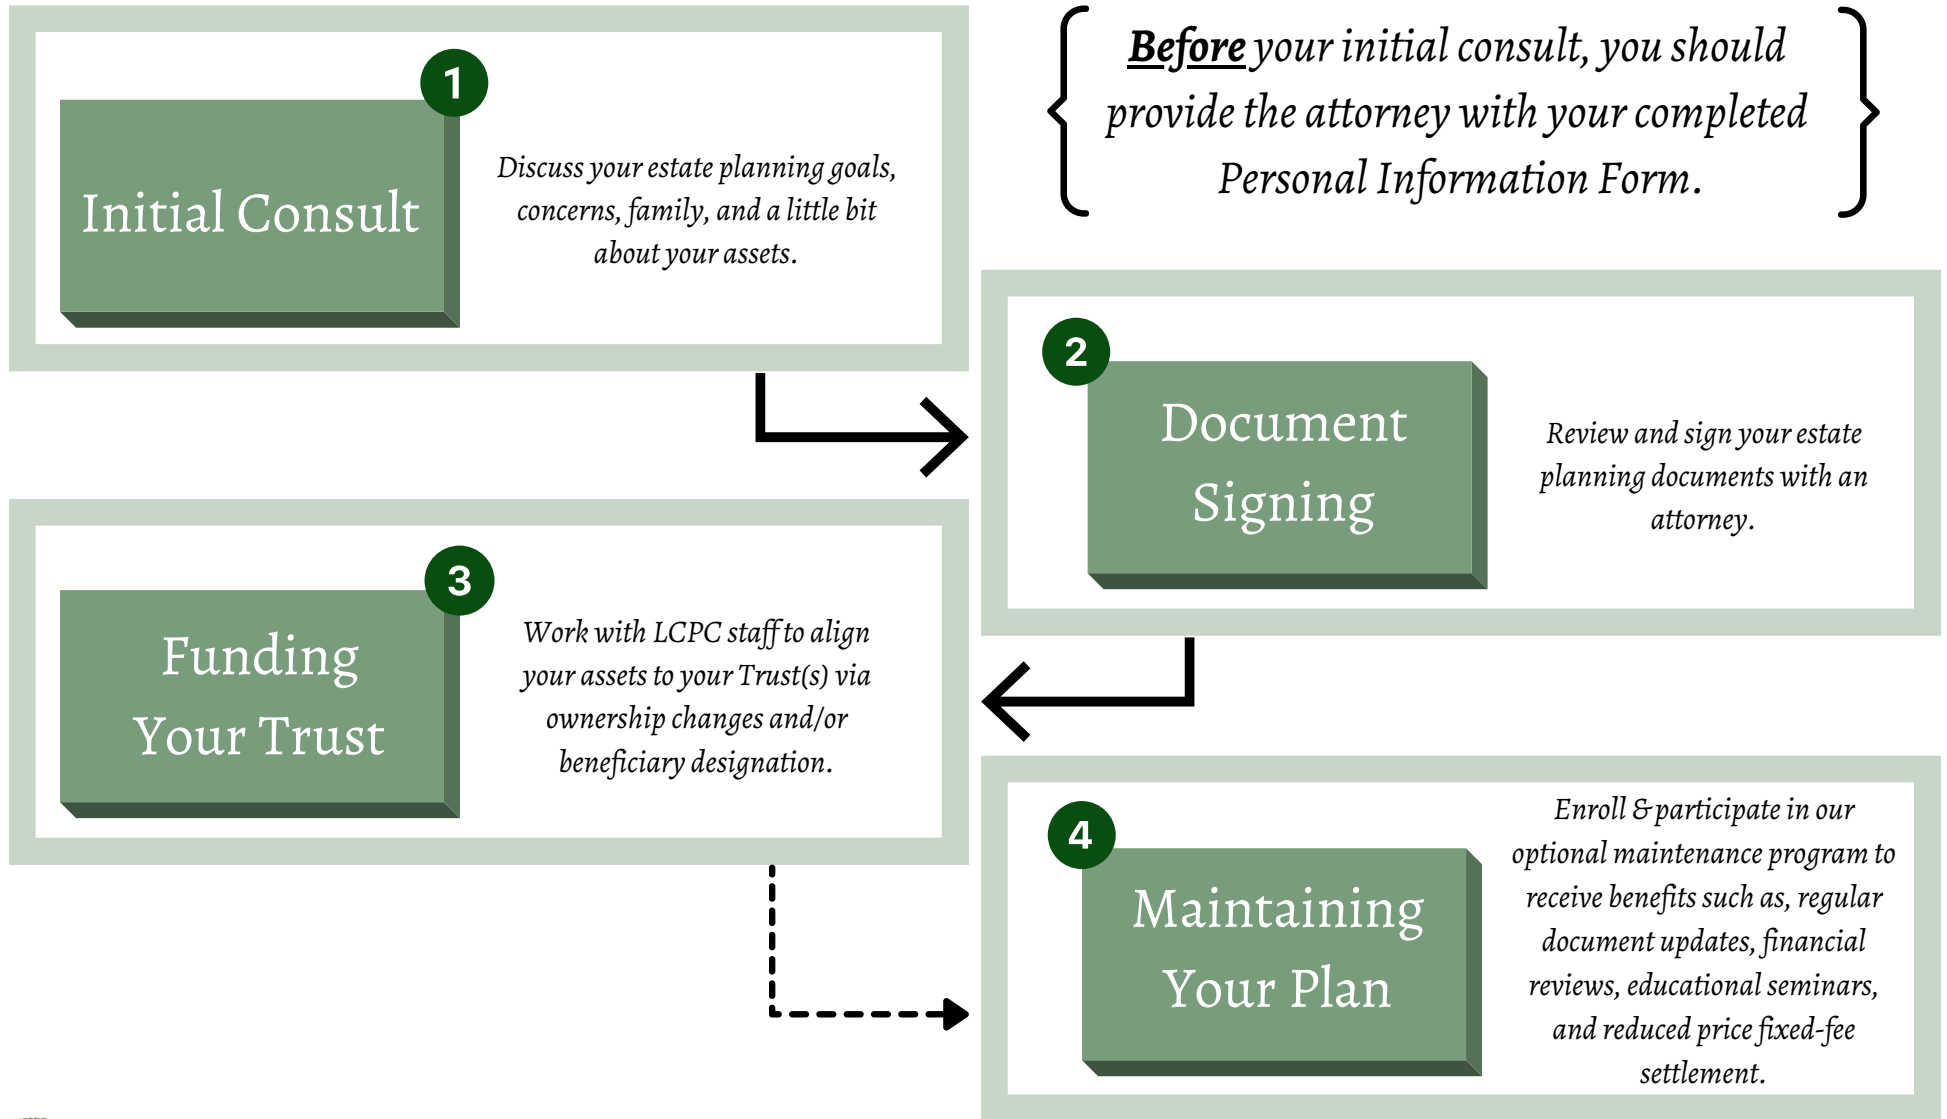 1
Initial Consult
Discuss your estate planning goals,
concerns, family, and a little bit
about your assets.
Before your initial consult, you should
provide the attorney with your completed
Personal Information Form.
2
Document
Signing
Review and sign your estate
planning documents with an
attorney.
3
Funding
Your Trust
Work with LCPC staff to align
your assets to your Trust(s) via
ownership changes and/or
beneficiary designation.
4
Maintaining
Your Plan
Enroll & participate in our
optional maintenance program to
receive benefits such as, regular
document updates, financial
reviews, educational seminars,
and reduced price fixed-fee
settlement.